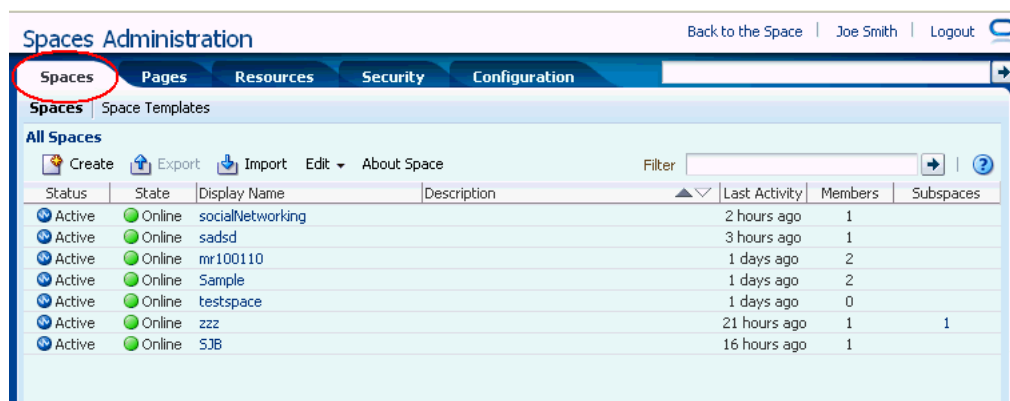 Spaces Administration
Back to the Space | Joe Smith | Logout
Spaces Pages Resources Security Configuration
Spaces | Space Templates
All Spaces
Create Export Import Edit About Space Filter
Status State Display Name Description Last Activity Members Subspaces
Active Online socialNetworking 2 hours ago 1
Active Online sadsd 3 hours ago 1
Active Online mr100110 1 days ago 2
Active Online Sample 1 days ago 2
Active Online testspace 1 days ago 0
Active Online zzz 21 hours ago 1 1
Active Online SJB 16 hours ago 1